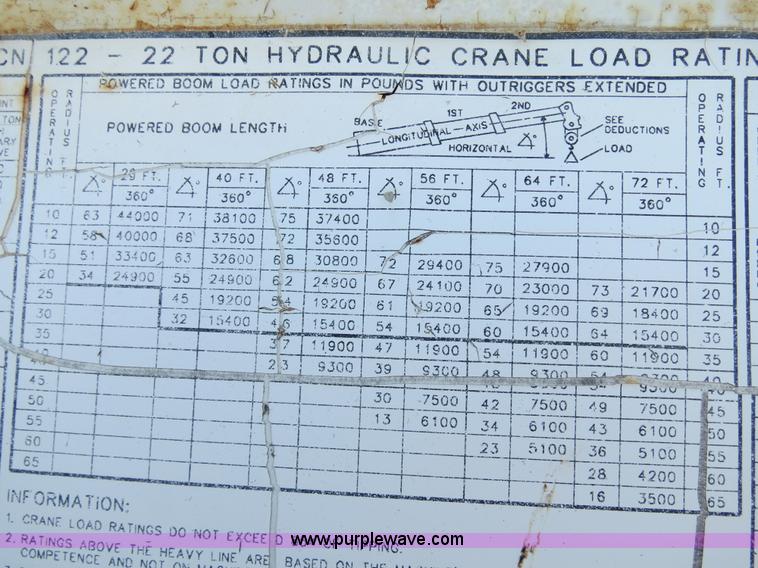 CN 122 - 22 TON HYDRAULIC CRANE LOAD RATIN
POWERED BOOM LOAD RATINGS IN POUNDS WITH OUTRIGGERS EXTENDED
OPERATING RADIUS FT.
POWERED BOOM LENGTH
BASE
1ST
2ND
LONGITUDINAL — AXIS
HORIZONTAL ∠°
SEE DEDUCTIONS
LOAD
OPERATING RADIUS FT.
∠° 29 FT. ∠° 40 FT. ∠° 48 FT. ∠° 56 FT. ∠° 64 FT. ∠° 72 FT.
360° 360° 360° 360° 360° 360°
10 63 44000 71 38100 75 37400 10
12 58 40000 68 37500 72 35600 12
15 51 33400 63 32600 68 30800 72 29400 75 27900 15
20 34 24900 55 24900 62 24900 67 24100 70 23000 73 21700 20
25 45 19200 54 19200 61 19200 65 19200 69 18400 25
30 32 15400 46 15400 54 15400 60 15400 64 15400 30
35 37 11900 47 11900 54 11900 60 11900 35
40 23 9300 39 9300 48 9300 54 9300 40
45 30 7500 42 7500 49 7500 45
50 13 6100 34 6100 43 6100 50
55 23 5100 36 5100 55
60 28 4200 60
65 16 3500 65
INFORMATION:
1. CRANE LOAD RATINGS DO NOT EXCEED TIPPING.
2. RATINGS ABOVE THE HEAVY LINE ARE BASED ON THE
COMPETENCE AND NOT ON
www.purplewave.com